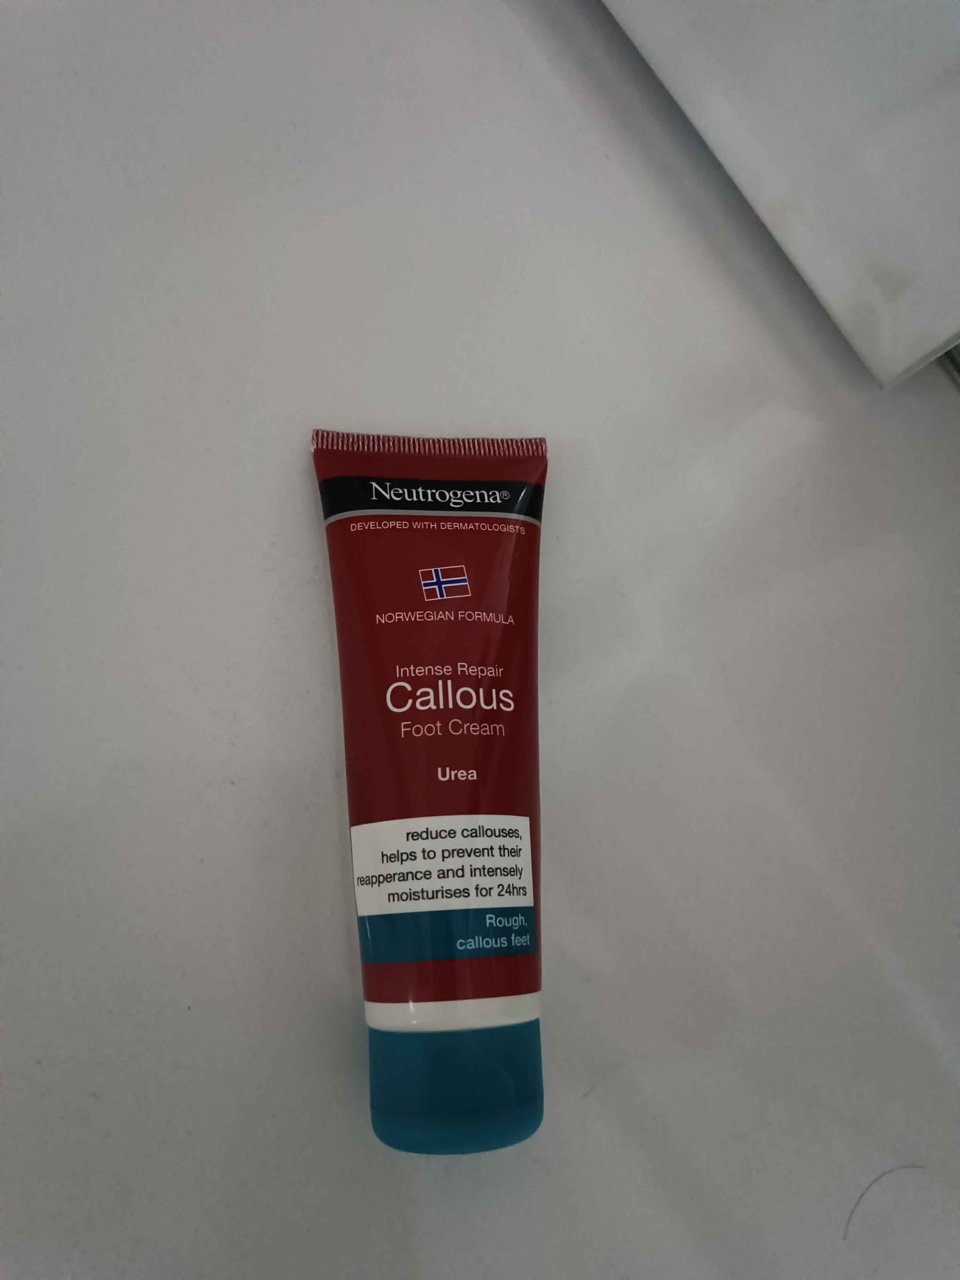 Neutrogena®
DEVELOPED WITH DERMATOLOGISTS
NORWEGIAN FORMULA
Intense Repair
Callous
Foot Cream
Urea
reduce callouses,
helps to prevent their
reapperance and intensely
moisturises for 24hrs
Rough,
callous feet